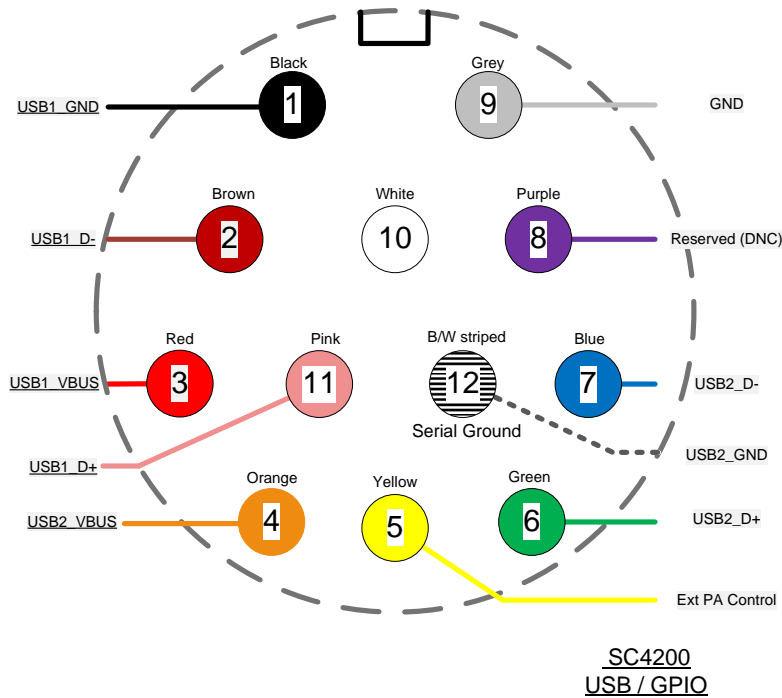 Black
Grey
USB1_GND
1
9
GND
Brown
White
Purple
USB1_D-
2
10
8
Reserved (DNC)
Red
Pink
B/W striped
Blue
USB1_VBUS
3
11
12
7
USB2_D-
Serial Ground
USB1_D+
USB2_GND
Orange
Yellow
Green
USB2_VBUS
4
5
6
USB2_D+
Ext PA Control
SC4200
USB / GPIO